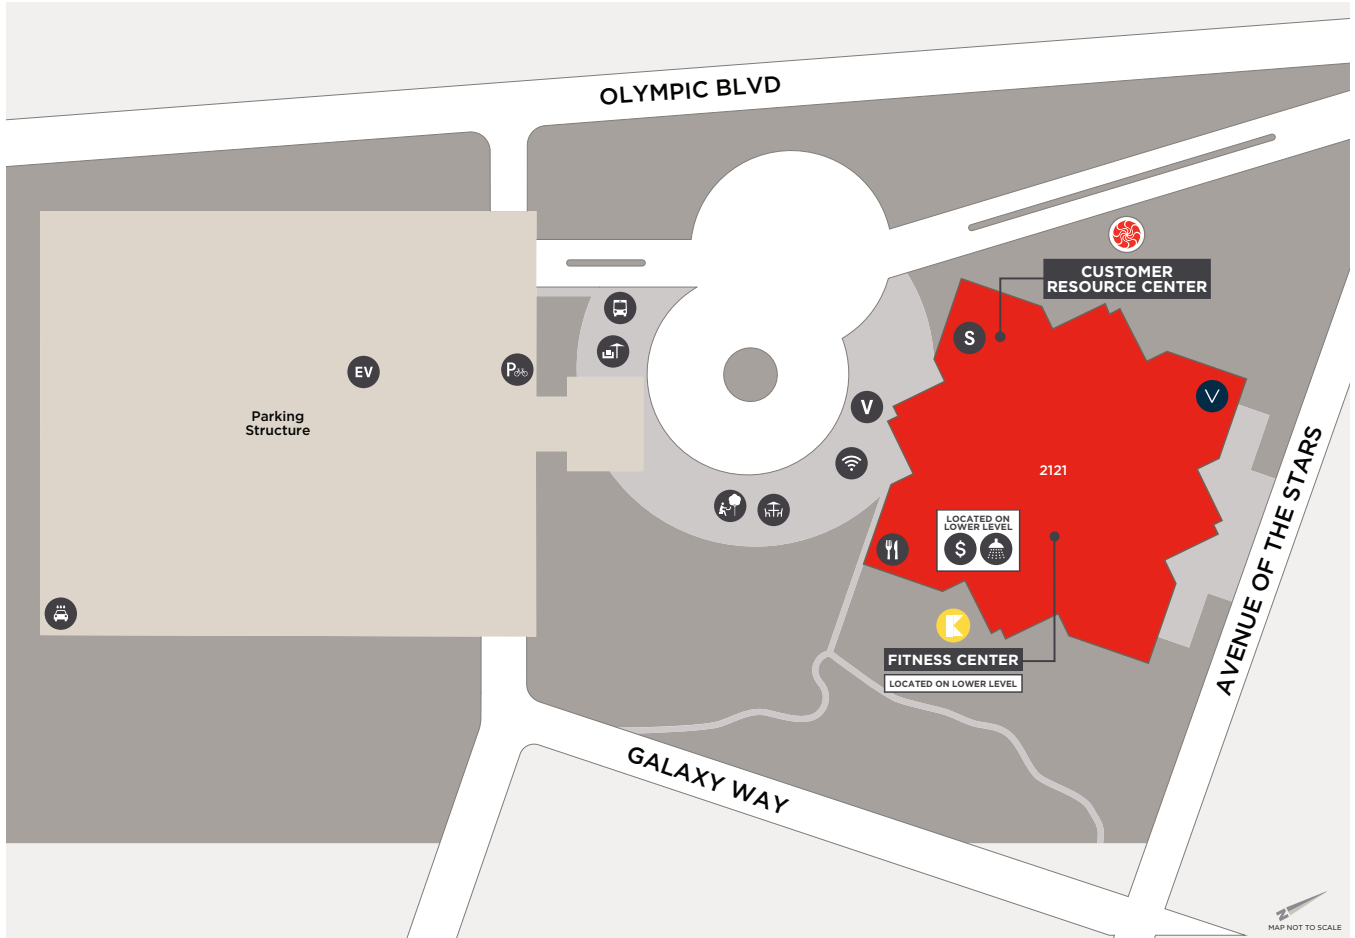 OLYMPIC BLVD
CUSTOMER
RESOURCE CENTER
S
EV
P
V
V
Parking
Structure
2121
LOCATED ON
LOWER LEVEL
$
AVENUE OF THE STARS
K
FITNESS CENTER
LOCATED ON LOWER LEVEL
GALAXY WAY
N
MAP NOT TO SCALE